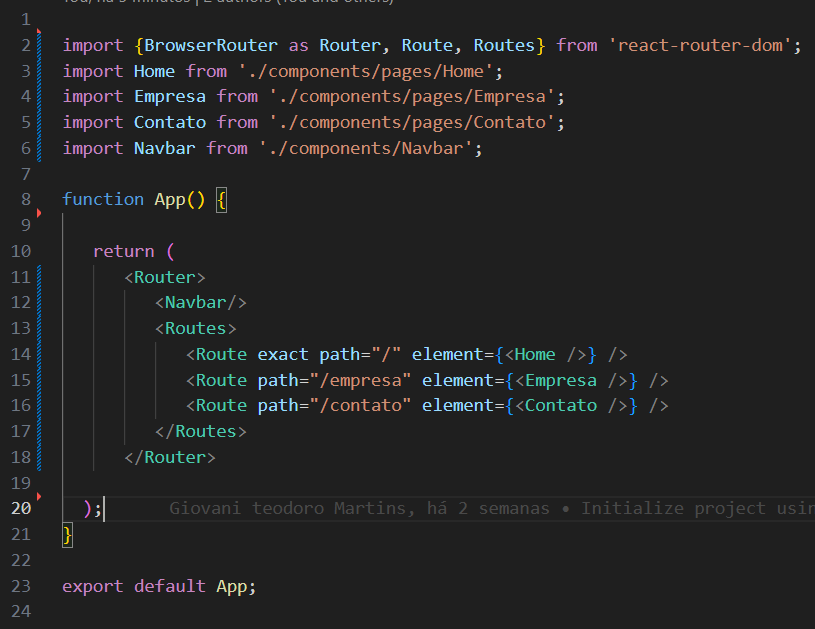 You, há 5 minutos | 2 authors (You and others)
1
2 import {BrowserRouter as Router, Route, Routes} from 'react-router-dom';
3 import Home from './components/pages/Home';
4 import Empresa from './components/pages/Empresa';
5 import Contato from './components/pages/Contato';
6 import Navbar from './components/Navbar';
7
8 function App() {
9
10 return (
11 <Router>
12 <Navbar/>
13 <Routes>
14 <Route exact path="/" element={<Home />} />
15 <Route path="/empresa" element={<Empresa />} />
16 <Route path="/contato" element={<Contato />} />
17 </Routes>
18 </Router>
19
20 ); Giovani teodoro Martins, há 2 semanas • Initialize project usin
21 }
22
23 export default App;
24